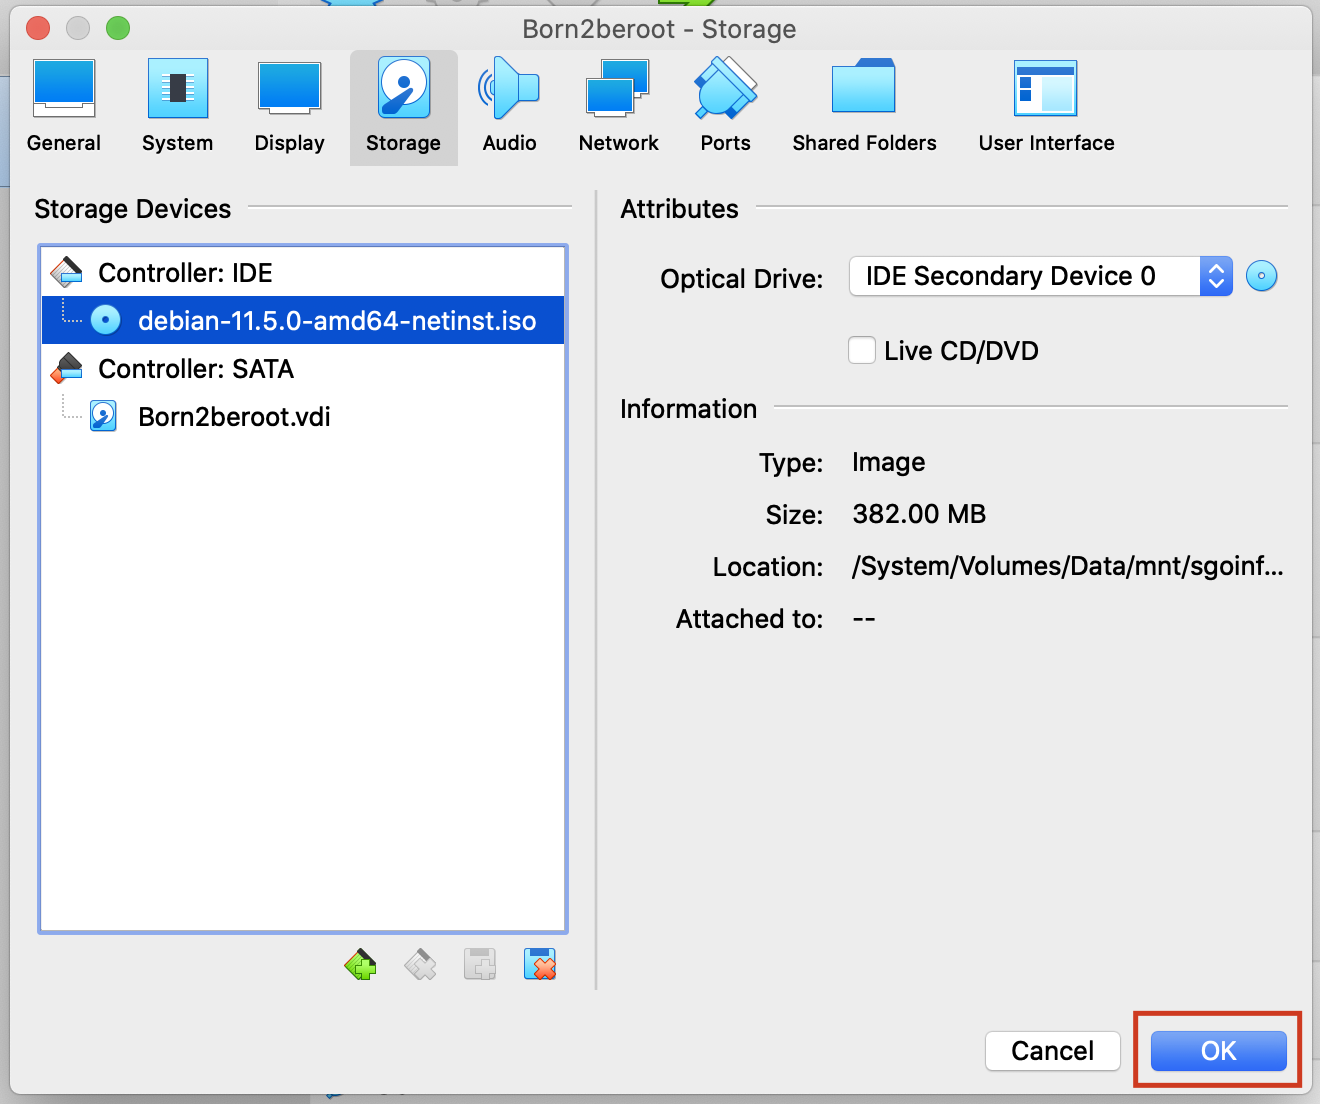 Born2beroot - Storage
General
System
Display
Storage
Audio
Network
Ports
Shared Folders
User Interface
Storage Devices
Controller: IDE
debian-11.5.0-amd64-netinst.iso
Controller: SATA
Born2beroot.vdi
Attributes
Optical Drive: IDE Secondary Device 0
Live CD/DVD
Information
Type: Image
Size: 382.00 MB
Location: /System/Volumes/Data/mnt/sgoinf...
Attached to: --
Cancel
OK